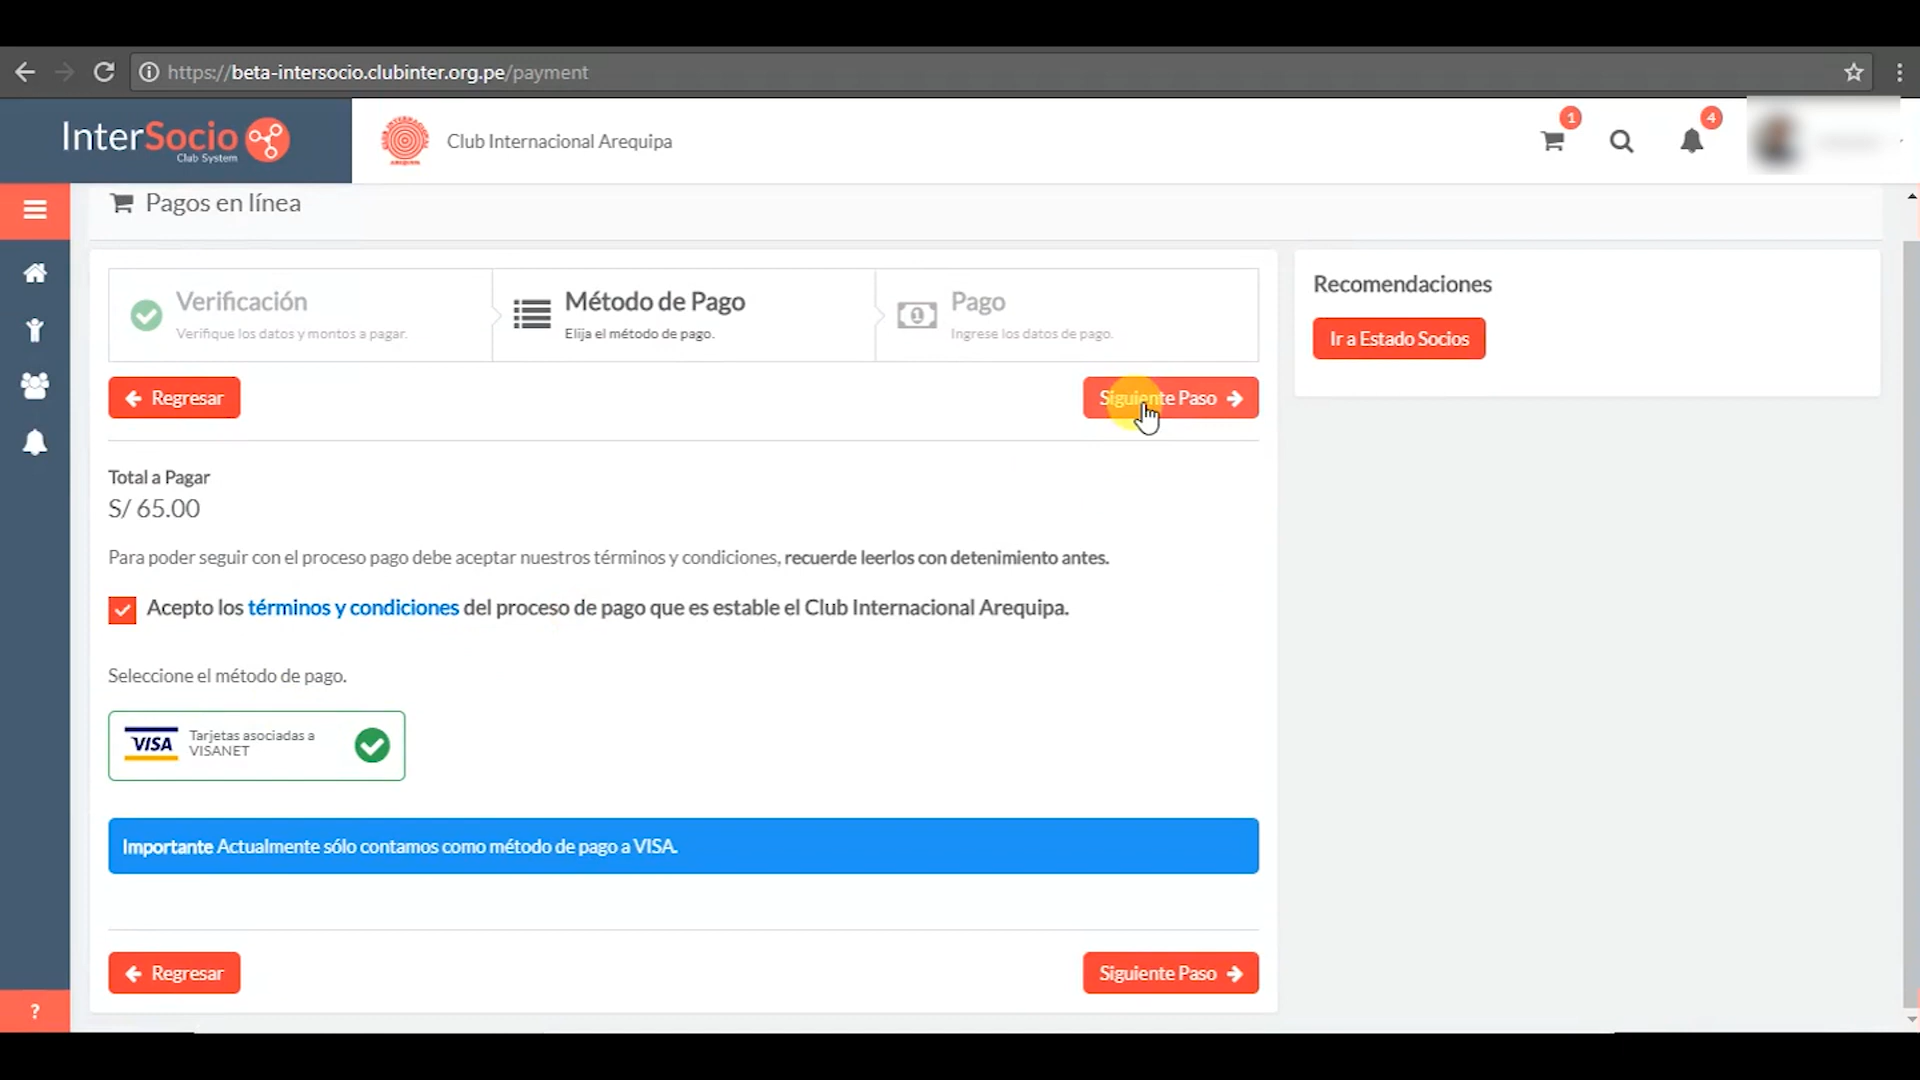 https://beta-intersocio.clubinter.org.pe/payment
InterSocio
Club System
Club Internacional Arequipa
1
4
Pagos en línea
Verificación
Verifique los datos y montos a pagar.
Método de Pago
Elija el método de pago.
Pago
Ingrese los datos de pago.
Recomendaciones
Ir a Estado Socios
Regresar
Siguiente Paso
Total a Pagar
S/ 65.00
Para poder seguir con el proceso pago debe aceptar nuestros términos y condiciones, recuerde leerlos con detenimiento antes.
Acepto los términos y condiciones del proceso de pago que es estable el Club Internacional Arequipa.
Seleccione el método de pago.
VISA
Tarjetas asociadas a
VISANET
Importante Actualmente sólo contamos como método de pago a VISA.
Regresar
Siguiente Paso
?